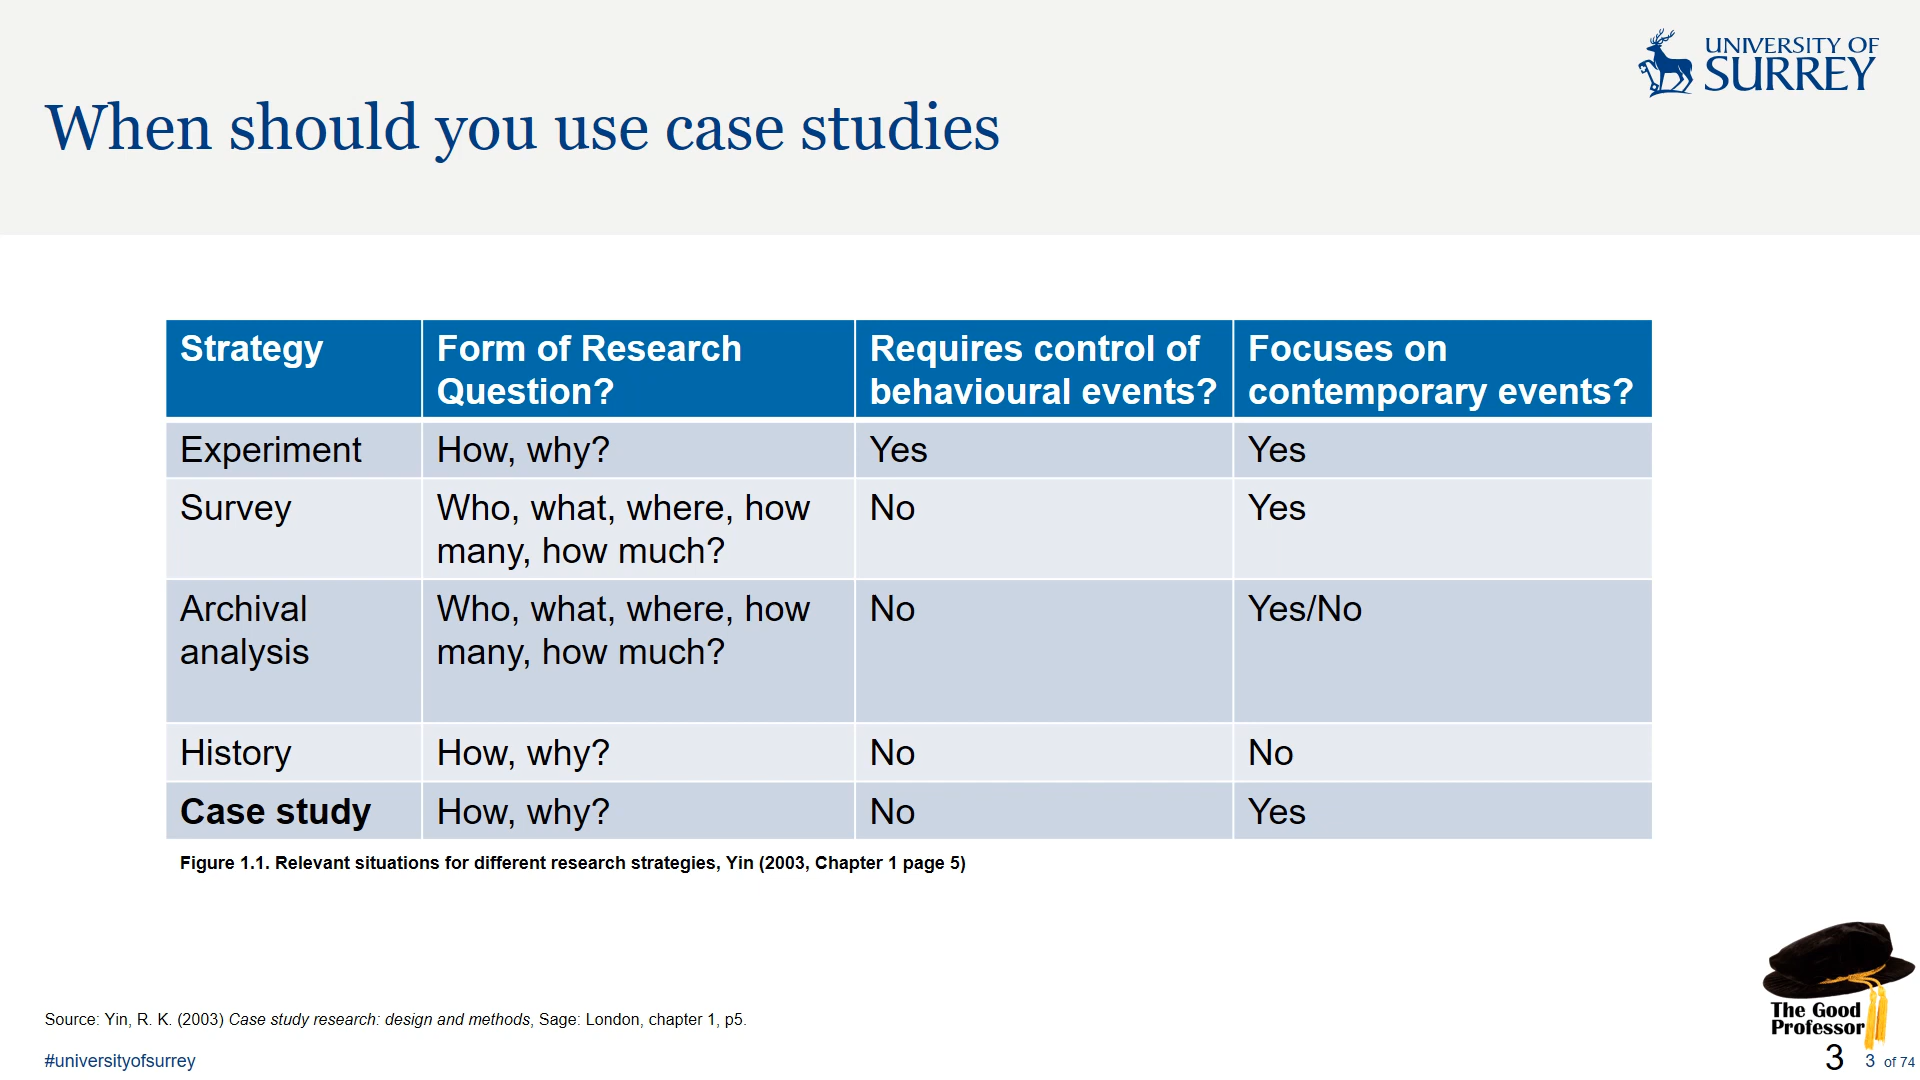 UNIVERSITY OF
SURREY
When should you use case studies
Strategy
Form of Research
Question?
Requires control of
behavioural events?
Focuses on
contemporary events?
Experiment
How, why?
Yes
Yes
Survey
Who, what, where, how
many, how much?
No
Yes
Archival
analysis
Who, what, where, how
many, how much?
No
Yes/No
History
How, why?
No
No
Case study
How, why?
No
Yes
Figure 1.1. Relevant situations for different research strategies, Yin (2003, Chapter 1 page 5)
The Good
Professor
Source: Yin, R. K. (2003) Case study research: design and methods, Sage: London, chapter 1, p5.
#universityofsurrey
3
3 of 74